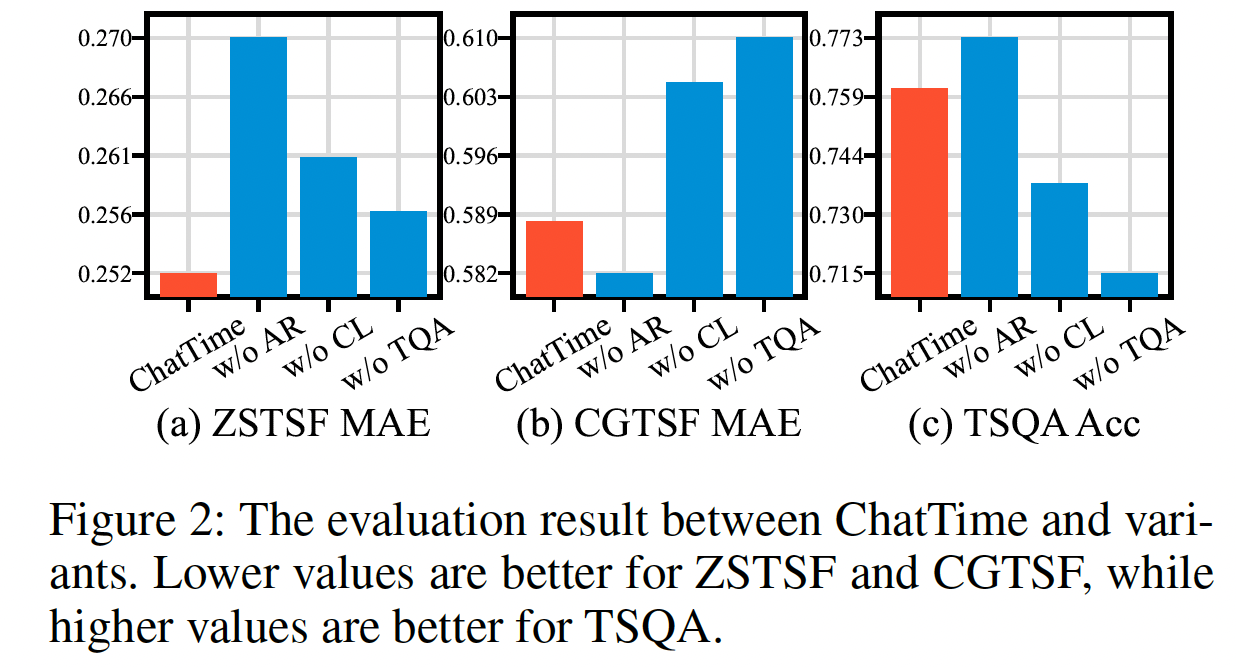 0.270
0.266
0.261
0.256
0.252
ChatTime
w/o AR
w/o CL
w/o TQA
(a) ZSTSF MAE
0.610
0.603
0.596
0.589
0.582
ChatTime
w/o AR
w/o CL
w/o TQA
(b) CGTSF MAE
0.773
0.759
0.744
0.730
0.715
ChatTime
w/o AR
w/o CL
w/o TQA
(c) TSQA Acc
Figure 2: The evaluation result between ChatTime and vari-
ants. Lower values are better for ZSTSF and CGTSF, while
higher values are better for TSQA.